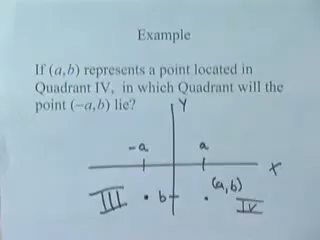 Example
If (a,b) represents a point located in
Quadrant IV, in which Quadrant will the
point (−a,b) lie?
Y
-a
a
X
III
b
(a,b)
IV